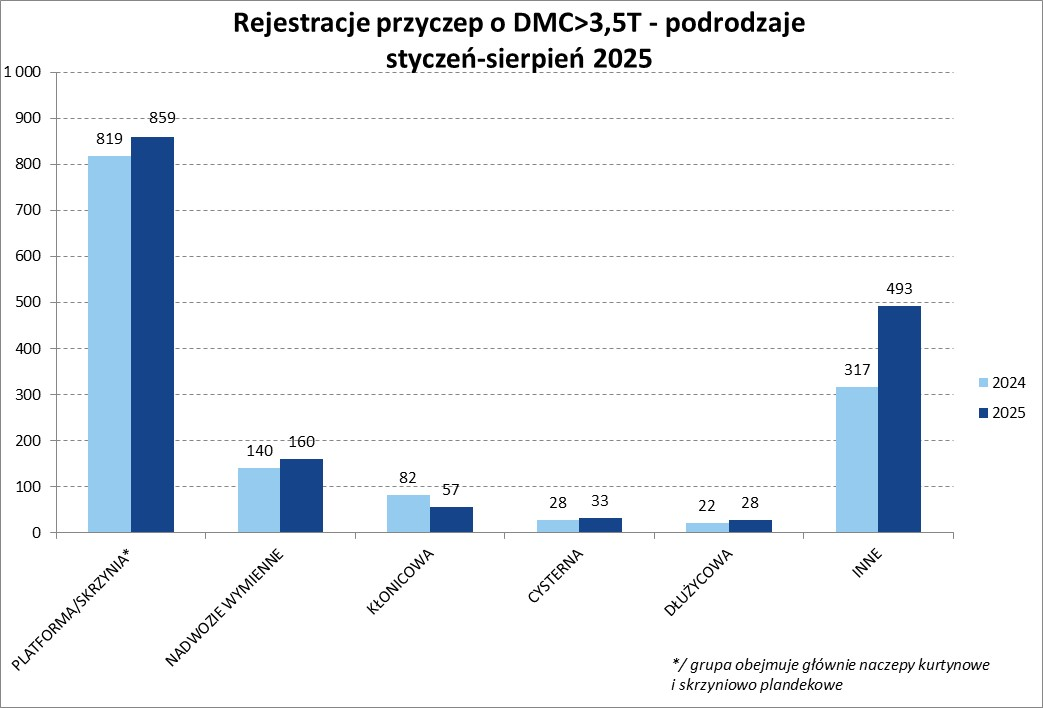 Rejestracje przyczep o DMC>3,5T - podrodzaje
styczeń-sierpień 2025
1 000
900
800
700
600
500
400
300
200
100
0
819
859
140
160
82
57
28
33
22
28
317
493
PLATFORMA/SKRZYNIA*
NADWOZIE WYMIENNE
KŁONICOWA
CYSTERNA
DŁUŻYCOWA
INNE
2024
2025
*/ grupa obejmuje głównie naczepy kurtynowe
i skrzyniowo plandekowe